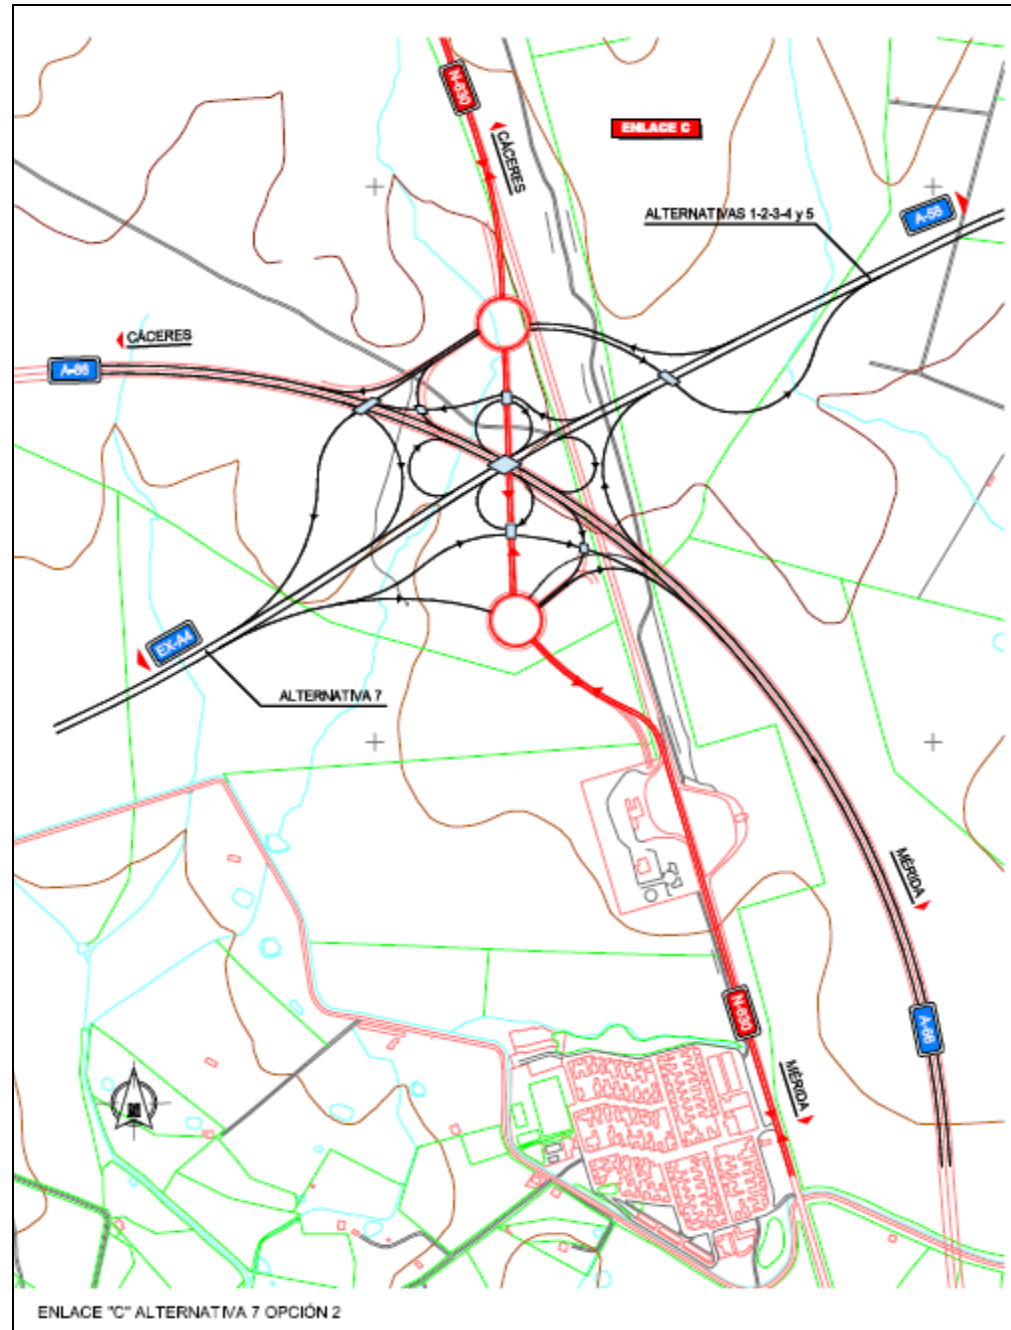 N-630
ENLACE C
CÁCERES
A-58
ALTERNATIVAS 1-2-3-4 y 5
CÁCERES
A-66
EX-A4
ALTERNATIVA 7
MÉRIDA
N-630
A-66
MÉRIDA
ENLACE "C" ALTERNATIVA 7 OPCIÓN 2